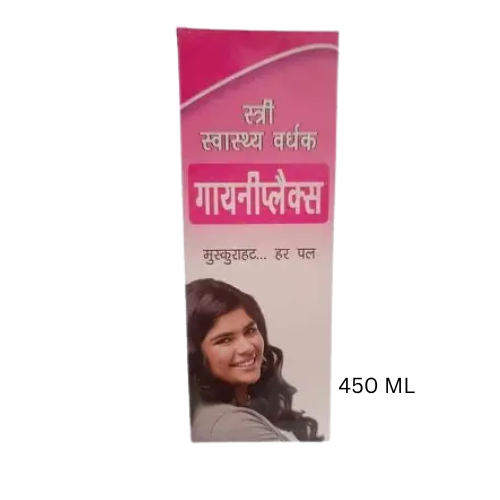 स्त्री
स्वास्थ्य वर्धक
गायनीप्लैक्स
मुस्कुराहट... हर पल
450 ML